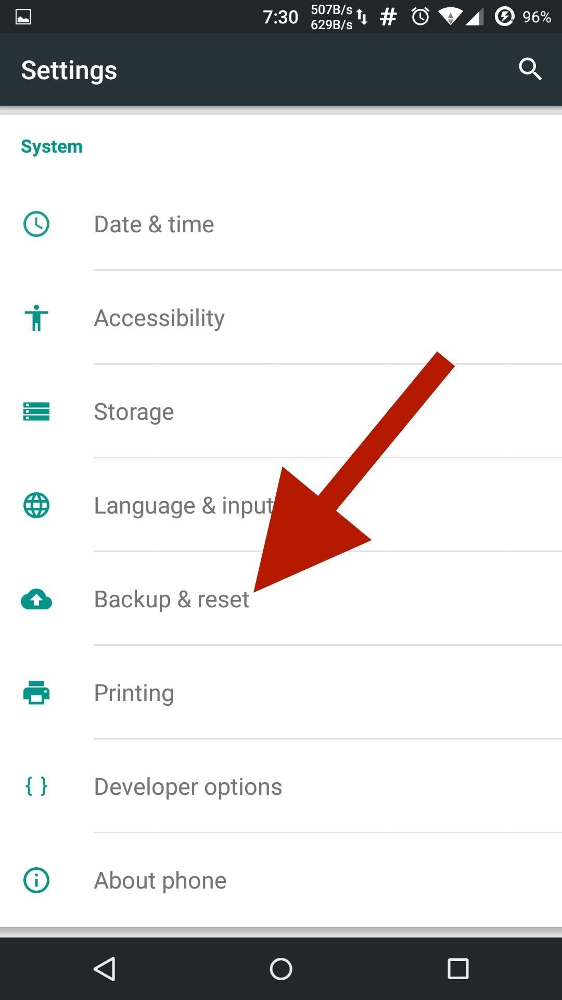 7:30 507B/s # 96%
629B/s
Settings
System
Date & time
Accessibility
Storage
Language & input
Backup & reset
Printing
{ } Developer options
About phone